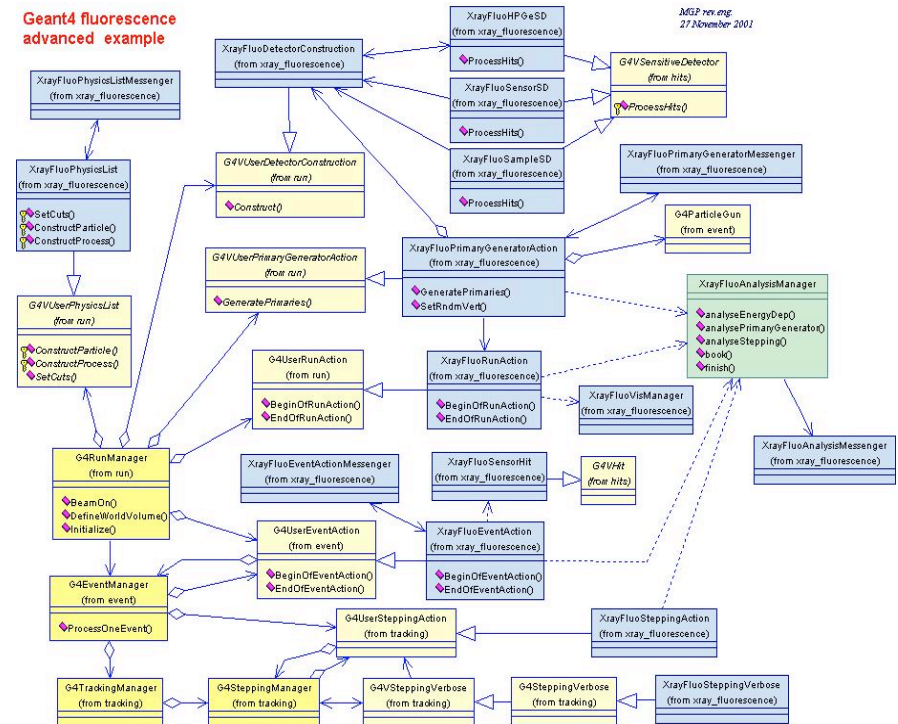 Geant4 fluorescence
advanced example
MGP rev.eng.
27 November 2001
XrayFluoPhysicsListMessenger
(from xray_fluorescence)
XrayFluoDetectorConstruction
(from xray_fluorescence)
XrayFluoHPGeSD
(from xray_fluorescence)
ProcessHits()
G4VSensitiveDetector
(from hits)
ProcessHits()
XrayFluoSensorSD
(from xray_fluorescence)
ProcessHits()
XrayFluoSampleSD
(from xray_fluorescence)
ProcessHits()
XrayFluoPhysicsList
(from xray_fluorescence)
SetCuts()
ConstructParticle()
ConstructProcess()
G4VUserDetectorConstruction
(from run)
Construct()
XrayFluoPrimaryGeneratorMessenger
(from xray_fluorescence)
G4ParticleGun
(from event)
G4VUserPrimaryGeneratorAction
(from run)
GeneratePrimaries()
XrayFluoPrimaryGeneratorAction
(from xray_fluorescence)
GeneratePrimaries()
SetRndmVert()
XrayFluoAnalysisManager
analyseEnergyDep()
analysePrimaryGenerator()
analyseStepping()
book()
finish()
G4VUserPhysicsList
(from run)
ConstructParticle()
ConstructProcess()
SetCuts()
G4UserRunAction
(from run)
BeginOfRunAction()
EndOfRunAction()
XrayFluoRunAction
(from xray_fluorescence)
BeginOfRunAction()
EndOfRunAction()
XrayFluoVisManager
(from xray_fluorescence)
XrayFluoAnalysisMessenger
(from xray_fluorescence)
G4RunManager
(from run)
BeamOn()
DefineWorldVolume()
Initialize()
XrayFluoEventActionMessenger
(from xray_fluorescence)
XrayFluoSensorHit
(from xray_fluorescence)
G4VHit
(from hits)
G4UserEventAction
(from event)
BeginOfEventAction()
EndOfEventAction()
XrayFluoEventAction
(from xray_fluorescence)
BeginOfEventAction()
EndOfEventAction()
G4EventManager
(from event)
ProcessOneEvent()
G4UserSteppingAction
(from tracking)
XrayFluoSteppingAction
(from xray_fluorescence)
G4TrackingManager
(from tracking)
G4SteppingManager
(from tracking)
G4VSteppingVerbose
(from tracking)
G4SteppingVerbose
(from tracking)
XrayFluoSteppingVerbose
(from xray_fluorescence)